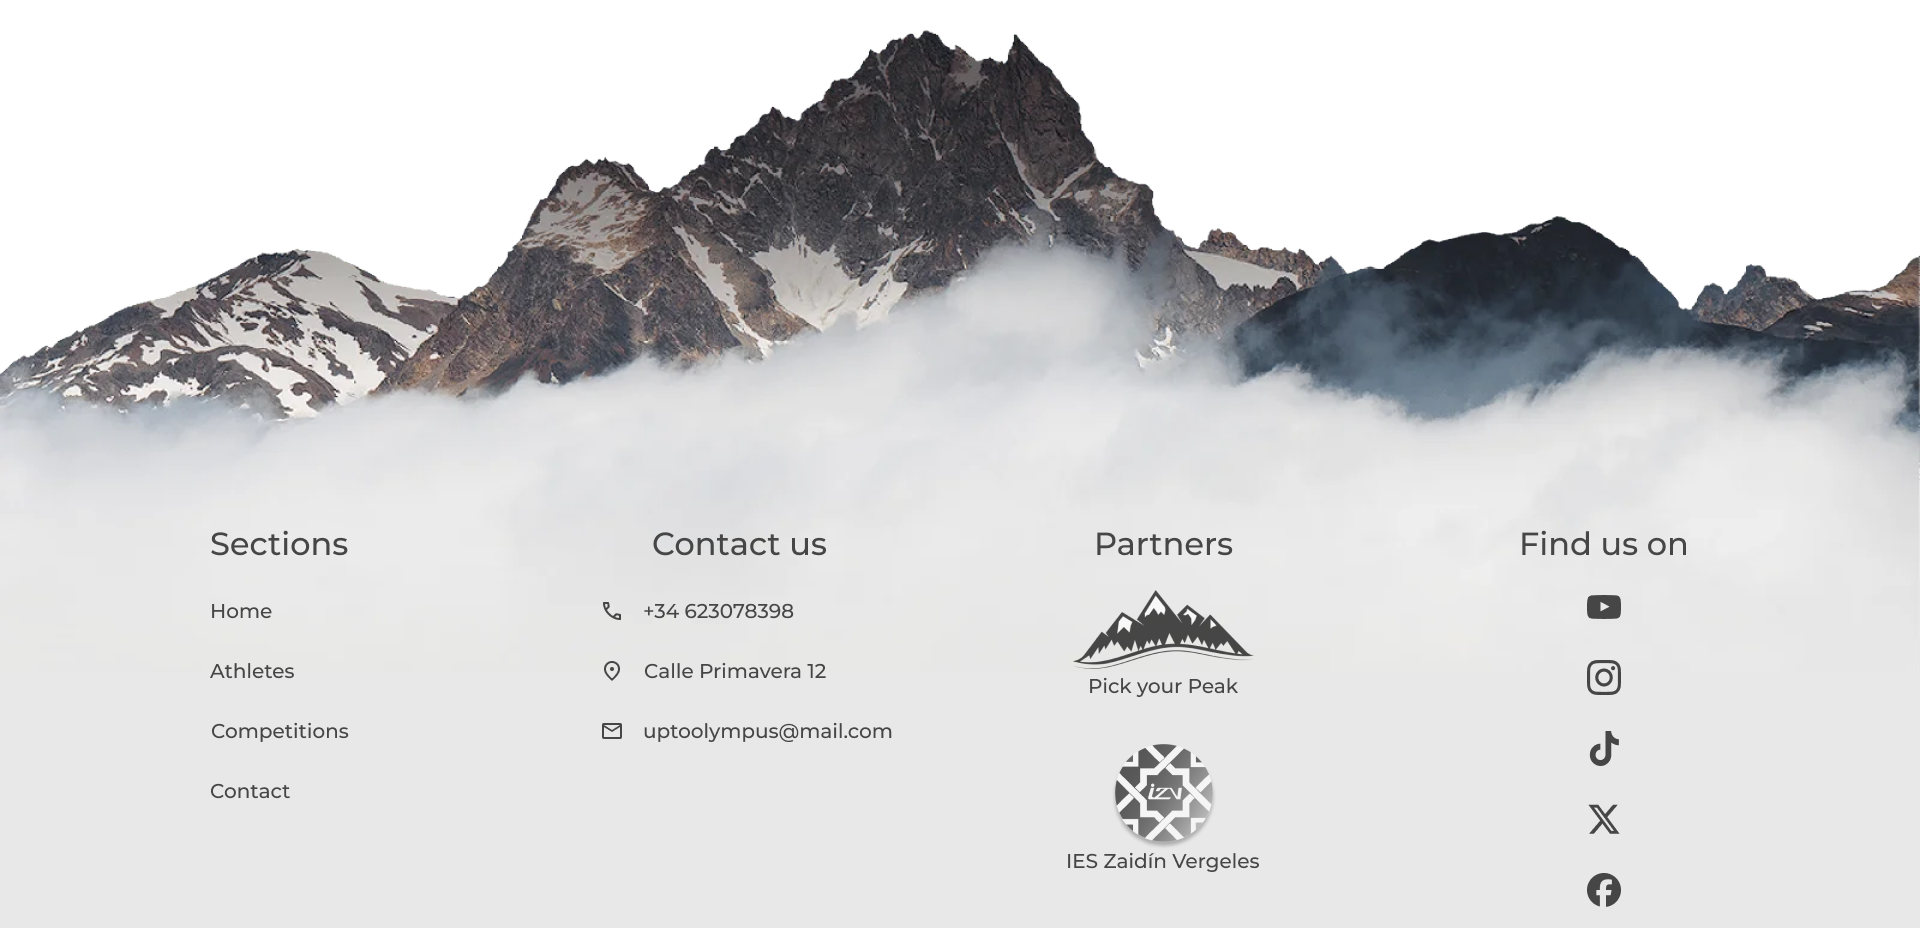 Sections
Home
Athletes
Competitions
Contact
Contact us
+34 623078398
Calle Primavera 12
uptoolympus@mail.com
Partners
Pick your Peak
izv
IES Zaidín Vergeles
Find us on